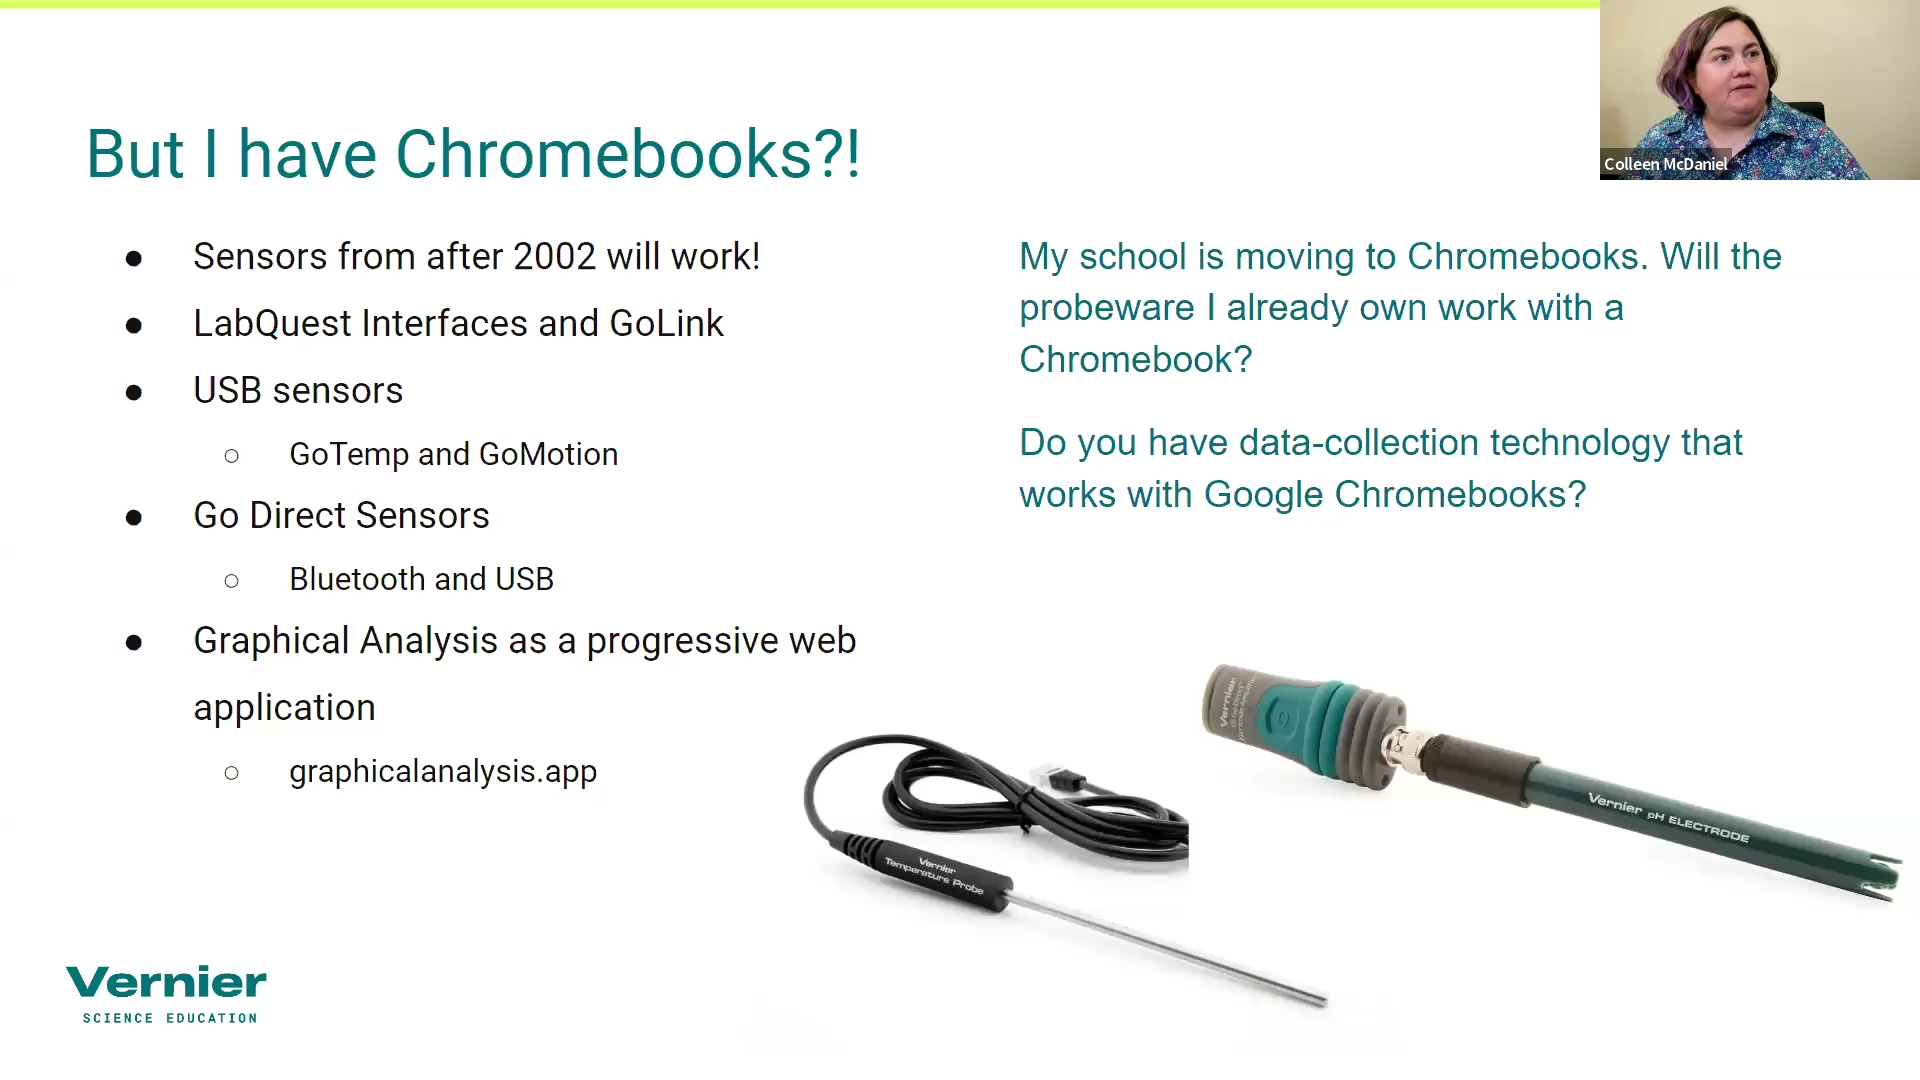 But I have Chromebooks?!
Colleen McDaniel
● Sensors from after 2002 will work!
● LabQuest Interfaces and GoLink
● USB sensors
○ GoTemp and GoMotion
● Go Direct Sensors
○ Bluetooth and USB
● Graphical Analysis as a progressive web
application
○ graphicalanalysis.app
My school is moving to Chromebooks. Will the
probeware I already own work with a
Chromebook?
Do you have data-collection technology that
works with Google Chromebooks?
Vernier
Vernier pH ELECTRODE
Vernier
Temperature Probe
Vernier
SCIENCE EDUCATION